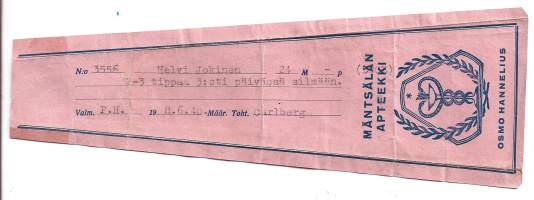 N:o 3556 Helvi Jokinen 24 M – p
2-3 tippaa 3:sti päivässä silmään.
Valm. P.H. 19 8.6.40 Määr. Toht. Carlberg
MÄNTSÄLÄN
APTEEKKI
OSMO HANNELIUS